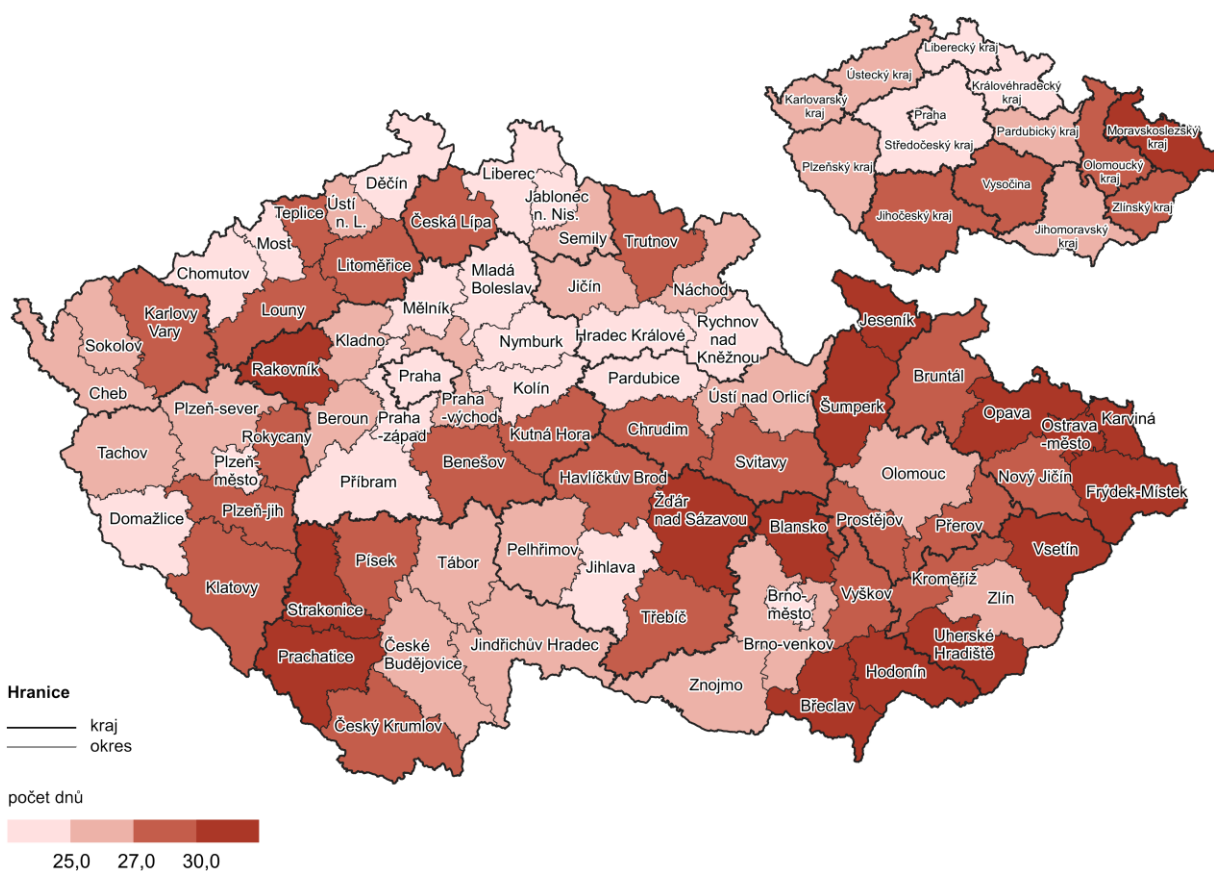 Liberecký kraj
Ústecký kraj
Karlovarský
kraj
Královéhradecký
kraj
Praha
Středočeský kraj
Pardubický kraj
Moravskoslezský
kraj
Plzeňský
kraj
Olomoucký
kraj
Vysočina
Zlínský kraj
Jihočeský kraj
Jihomoravský
kraj
Děčín
Liberec
Jablonec
n. Nis.
Teplice
Ústí
n. L.
Česká Lípa
Semily
Trutnov
Most
Chomutov
Litoměřice
Mladá
Boleslav
Jičín
Náchod
Karlovy
Vary
Louny
Mělník
Sokolov
Kladno
Nymburk
Hradec Králové
Rychnov
nad
Kněžnou
Jeseník
Cheb
Rakovník
Praha
Kolín
Pardubice
Bruntál
Plzeň-sever
Beroun
Praha
-západ
Praha
-východ
Ústí nad Orlicí
Šumperk
Opava
Karviná
Ostrava
-město
Tachov
Rokycany
Kutná Hora
Chrudim
Plzeň-
město
Benešov
Svitavy
Olomouc
Nový Jičín
Frýdek-Místek
Příbram
Havlíčkův Brod
Domažlice
Plzeň-jih
Žďár
nad Sázavou
Blansko
Prostějov
Přerov
Vsetín
Klatovy
Písek
Tábor
Pelhřimov
Jihlava
Kroměříž
Strakonice
Třebíč
Brno-
město
Vyškov
Zlín
Prachatice
České
Budějovice
Jindřichův Hradec
Brno-venkov
Uherské
Hradiště
Znojmo
Hodonín
Břeclav
Český Krumlov
Hranice
kraj
okres
počet dnů
25,0 27,0 30,0